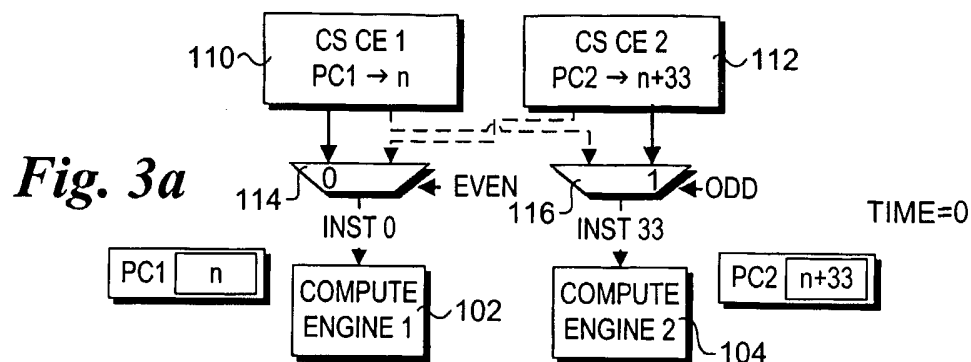 110
CS CE 1
PC1 → n
CS CE 2
PC2 → n+33
112
Fig. 3a
114
0
EVEN
116
1
ODD
INST 0
INST 33
TIME=0
PC1 n
COMPUTE
ENGINE 1
102
COMPUTE
ENGINE 2
104
PC2 n+33